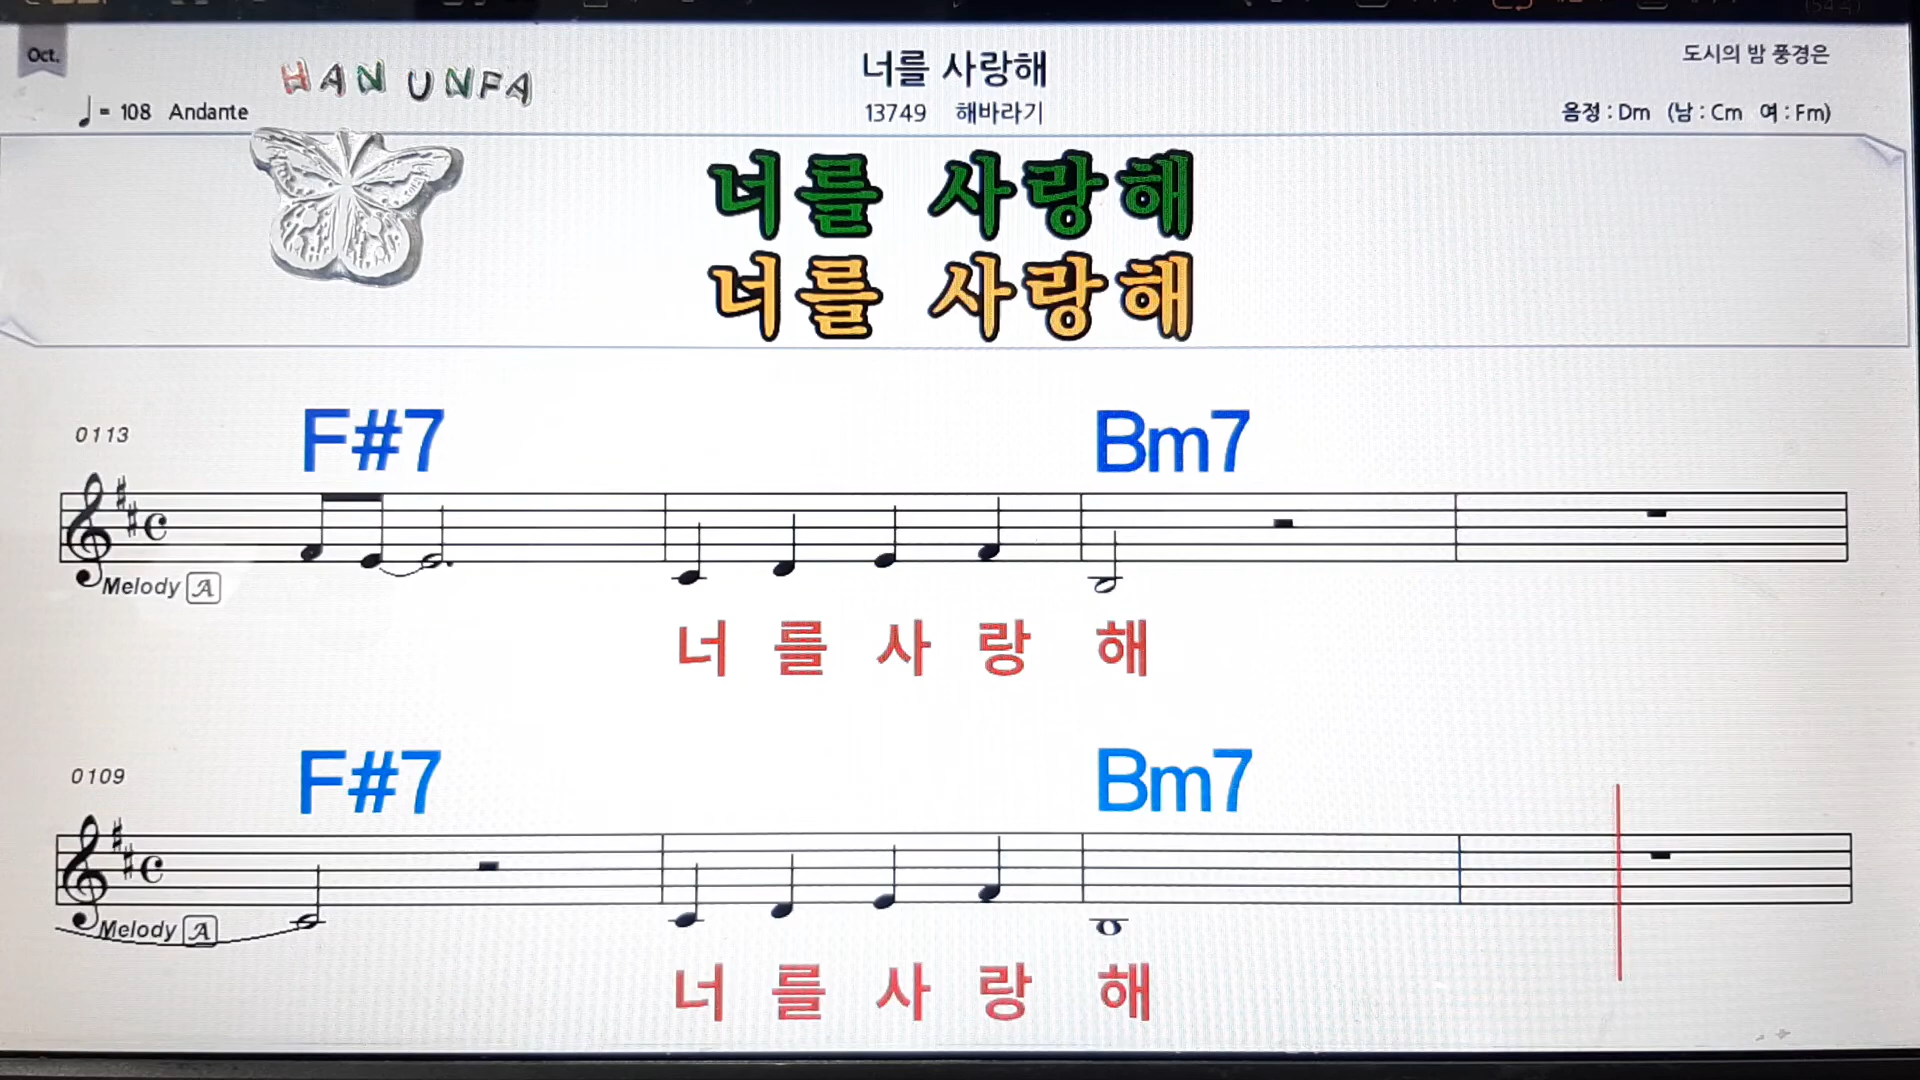 Oct.
HAN UNFA
너를 사랑해
도시의 밤 풍경은
= 108 Andante
13749 해바라기
음정 : Dm (남 : Cm 여 : Fm)
너를 사랑해
너를 사랑해
0113
F#7 Bm7
Melody A
너 를 사 랑 해
0109
F#7 Bm7
Melody A
너 를 사 랑 해